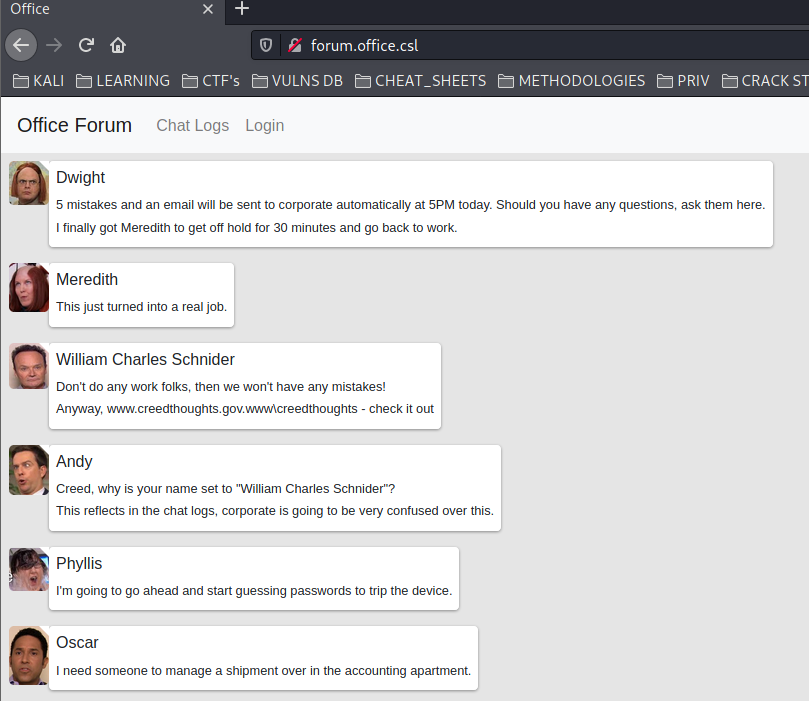 Office
forum.office.csl
KALI LEARNING CTF's VULNS DB CHEAT_SHEETS METHODOLOGIES PRIV CRACK ST
Office Forum Chat Logs Login
Dwight
5 mistakes and an email will be sent to corporate automatically at 5PM today. Should you have any questions, ask them here.
I finally got Meredith to get off hold for 30 minutes and go back to work.
Meredith
This just turned into a real job.
William Charles Schnider
Don't do any work folks, then we won't have any mistakes!
Anyway, www.creedthoughts.gov.www\creedthoughts - check it out
Andy
Creed, why is your name set to "William Charles Schnider"?
This reflects in the chat logs, corporate is going to be very confused over this.
Phyllis
I'm going to go ahead and start guessing passwords to trip the device.
Oscar
I need someone to manage a shipment over in the accounting apartment.